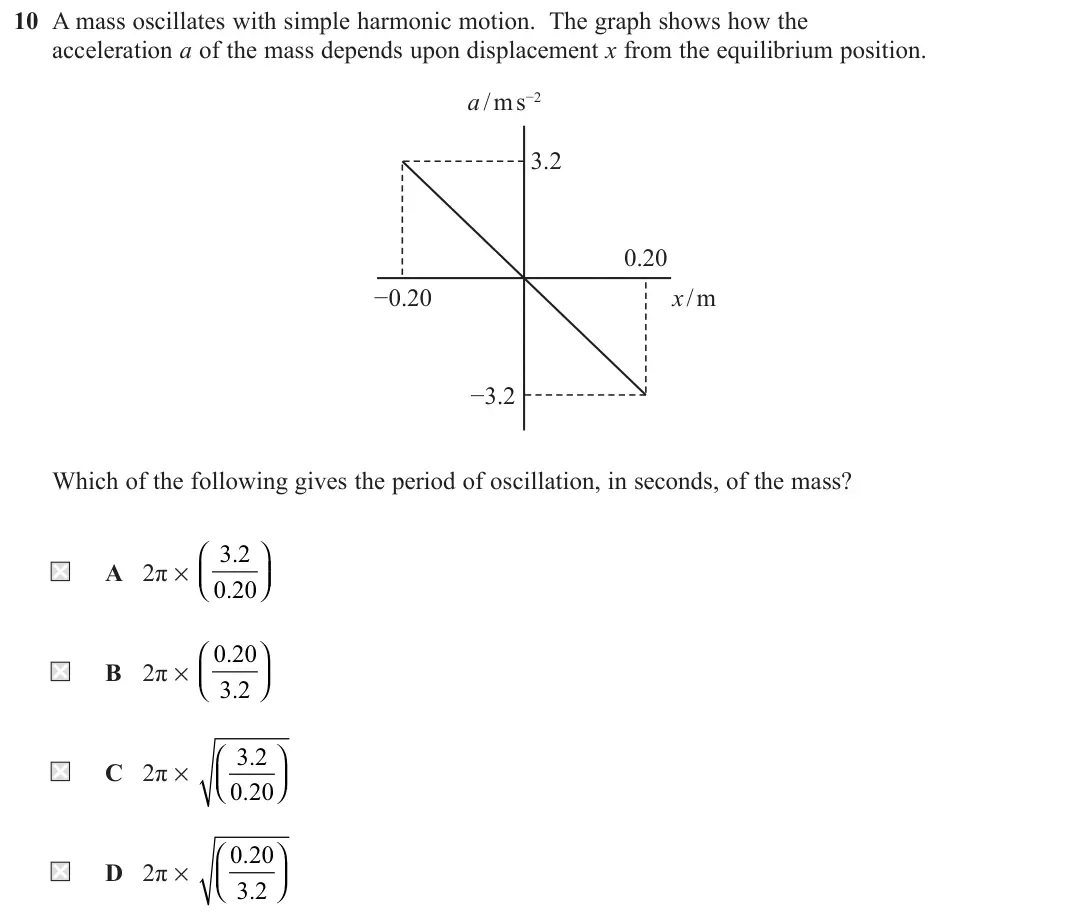 10 A mass oscillates with simple harmonic motion. The graph shows how the
acceleration a of the mass depends upon displacement x from the equilibrium position.
a/m s⁻²
3.2
0.20
−0.20
x/m
−3.2
Which of the following gives the period of oscillation, in seconds, of the mass?
A 2π × (3.2/0.20)
B 2π × (0.20/3.2)
C 2π × √(3.2/0.20)
D 2π × √(0.20/3.2)